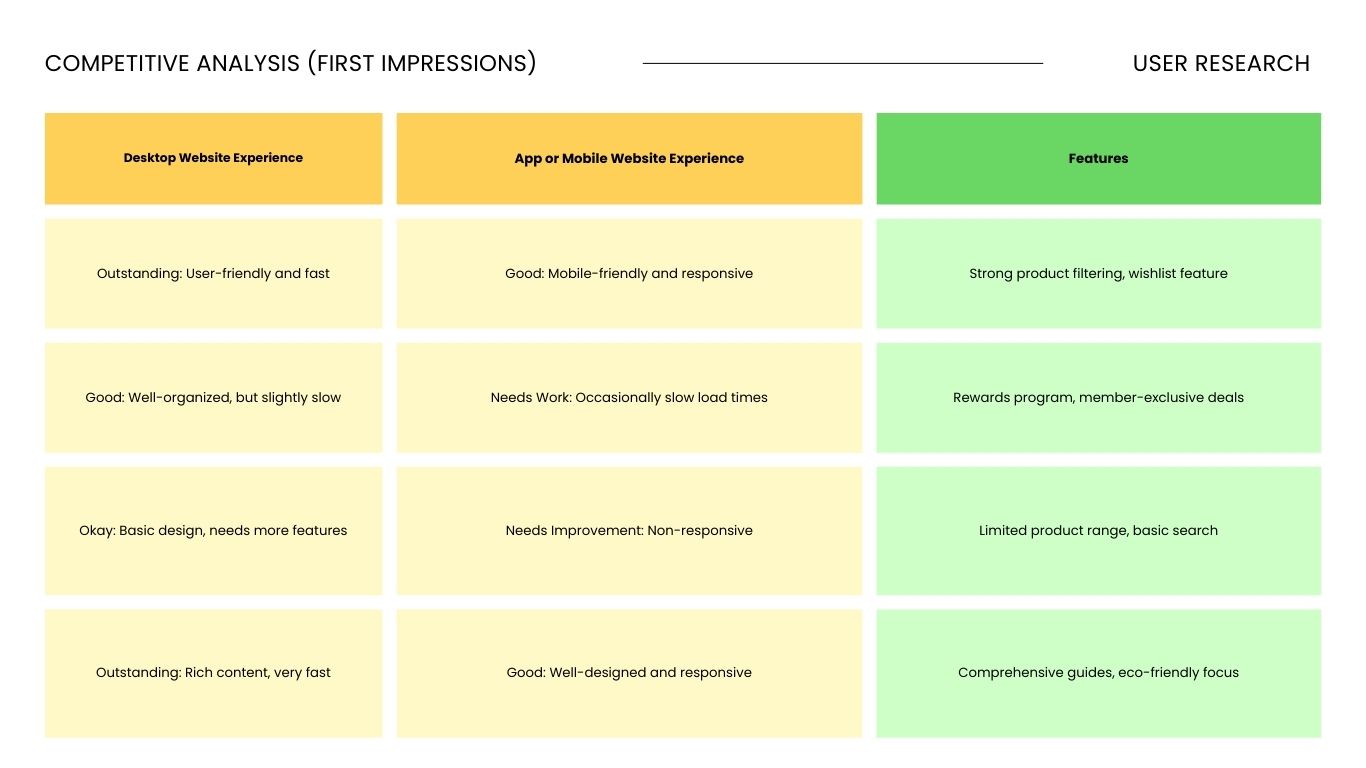 COMPETITIVE ANALYSIS (FIRST IMPRESSIONS)
USER RESEARCH
Desktop Website Experience
App or Mobile Website Experience
Features
Outstanding: User-friendly and fast
Good: Mobile-friendly and responsive
Strong product filtering, wishlist feature
Good: Well-organized, but slightly slow
Needs Work: Occasionally slow load times
Rewards program, member-exclusive deals
Okay: Basic design, needs more features
Needs Improvement: Non-responsive
Limited product range, basic search
Outstanding: Rich content, very fast
Good: Well-designed and responsive
Comprehensive guides, eco-friendly focus